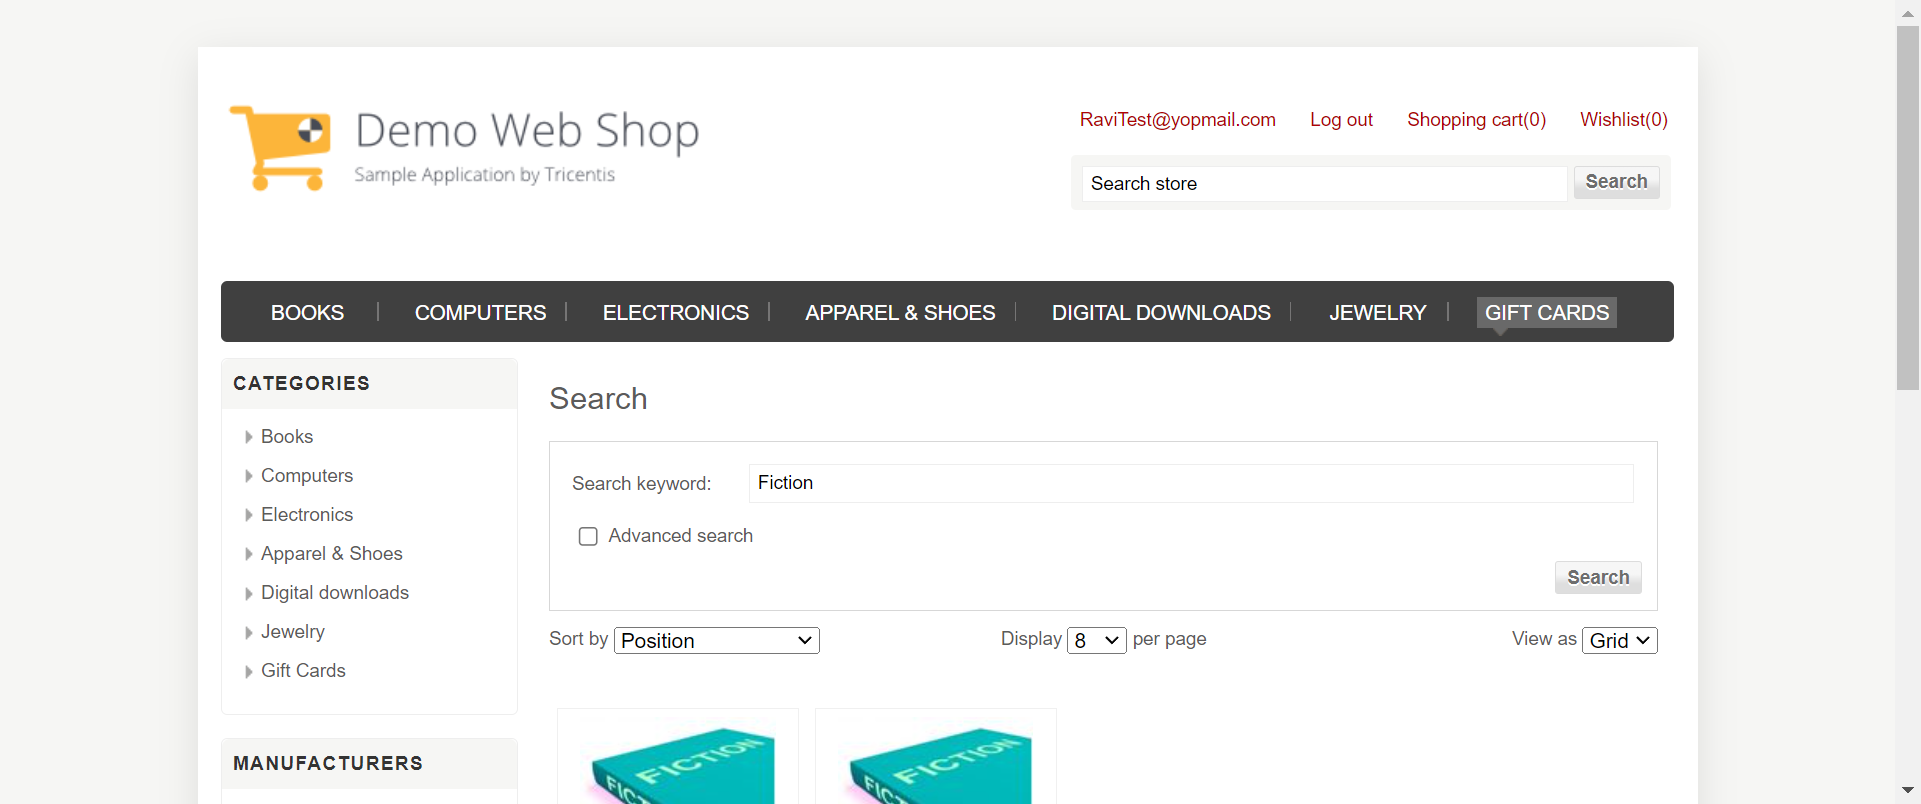 Demo Web Shop
Sample Application by Tricentis
RaviTest@yopmail.com Log out Shopping cart(0) Wishlist(0)
Search store Search
BOOKS COMPUTERS ELECTRONICS APPAREL & SHOES DIGITAL DOWNLOADS JEWELRY GIFT CARDS
CATEGORIES
Books
Computers
Electronics
Apparel & Shoes
Digital downloads
Jewelry
Gift Cards
MANUFACTURERS
Search
Search keyword: Fiction
Advanced search
Search
Sort by Position Display 8 per page View as Grid
FICTION
FICTION